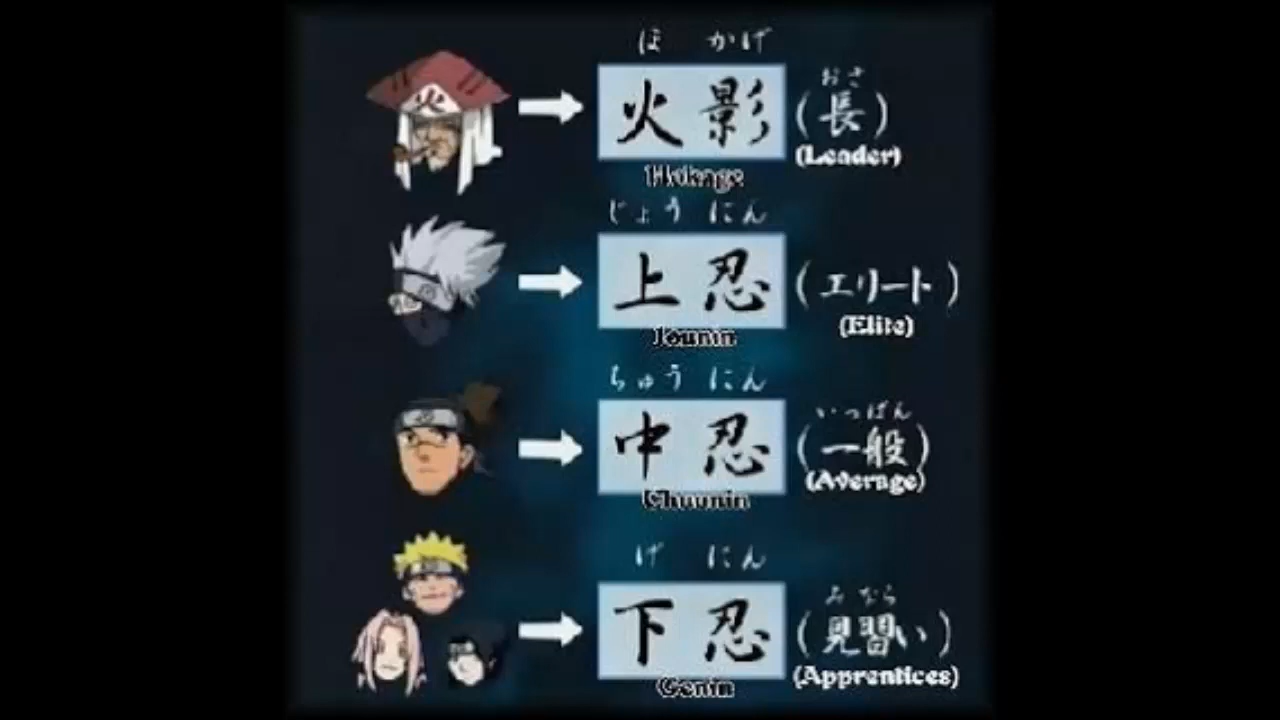 ほ かげ
火影
おさ
(長)
(Leader)
Hokage
じょう にん
上忍
(エリート)
(Elite)
Jounin
ちゅう にん
中忍
いっぱん
(一般)
(Average)
Chuunin
げ にん
下忍
み なら
(見習い)
(Apprentices)
Genin
火